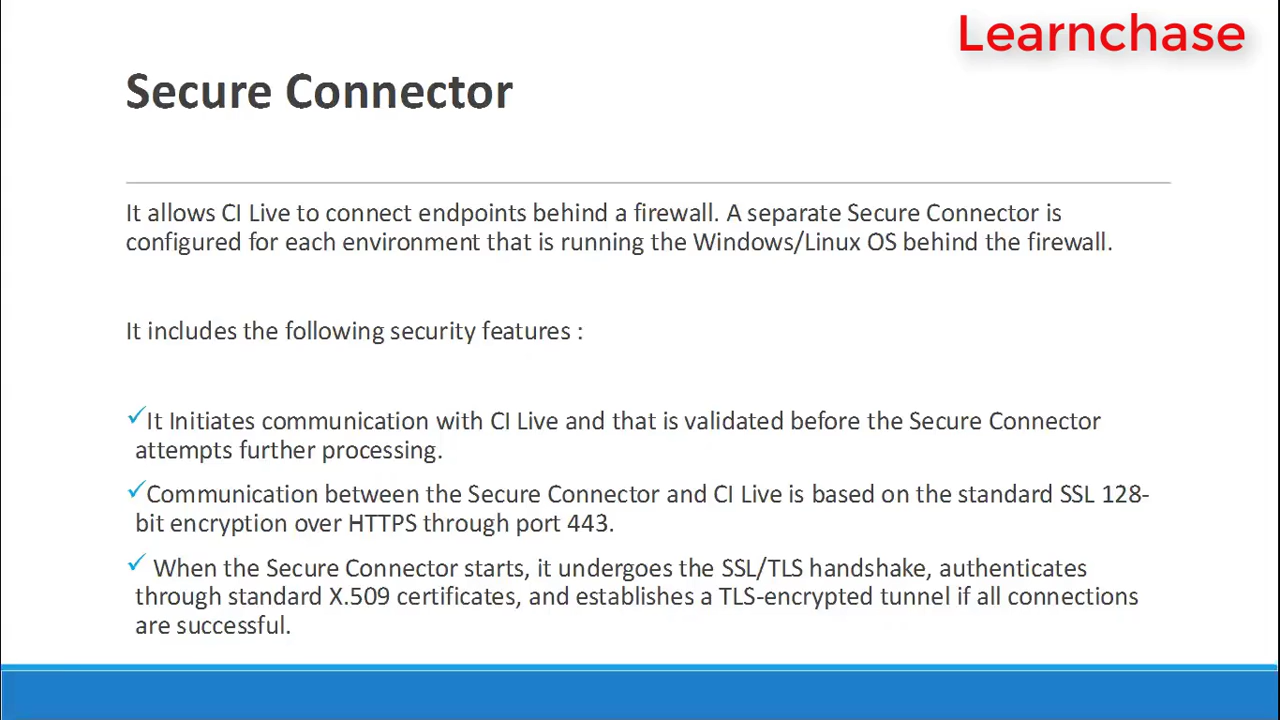 Learnchase
Secure Connector
It allows CI Live to connect endpoints behind a firewall. A separate Secure Connector is
configured for each environment that is running the Windows/Linux OS behind the firewall.
It includes the following security features :
✓It Initiates communication with CI Live and that is validated before the Secure Connector
attempts further processing.
✓Communication between the Secure Connector and CI Live is based on the standard SSL 128-
bit encryption over HTTPS through port 443.
✓ When the Secure Connector starts, it undergoes the SSL/TLS handshake, authenticates
through standard X.509 certificates, and establishes a TLS-encrypted tunnel if all connections
are successful.